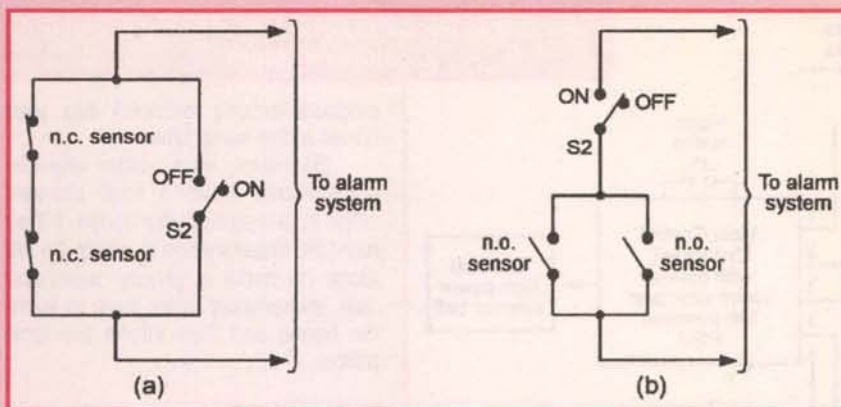 n.c. sensor
OFF
ON
S2
n.c. sensor
To alarm
system
(a)
ON
OFF
S2
n.o.
sensor
n.o.
sensor
To alarm
system
(b)